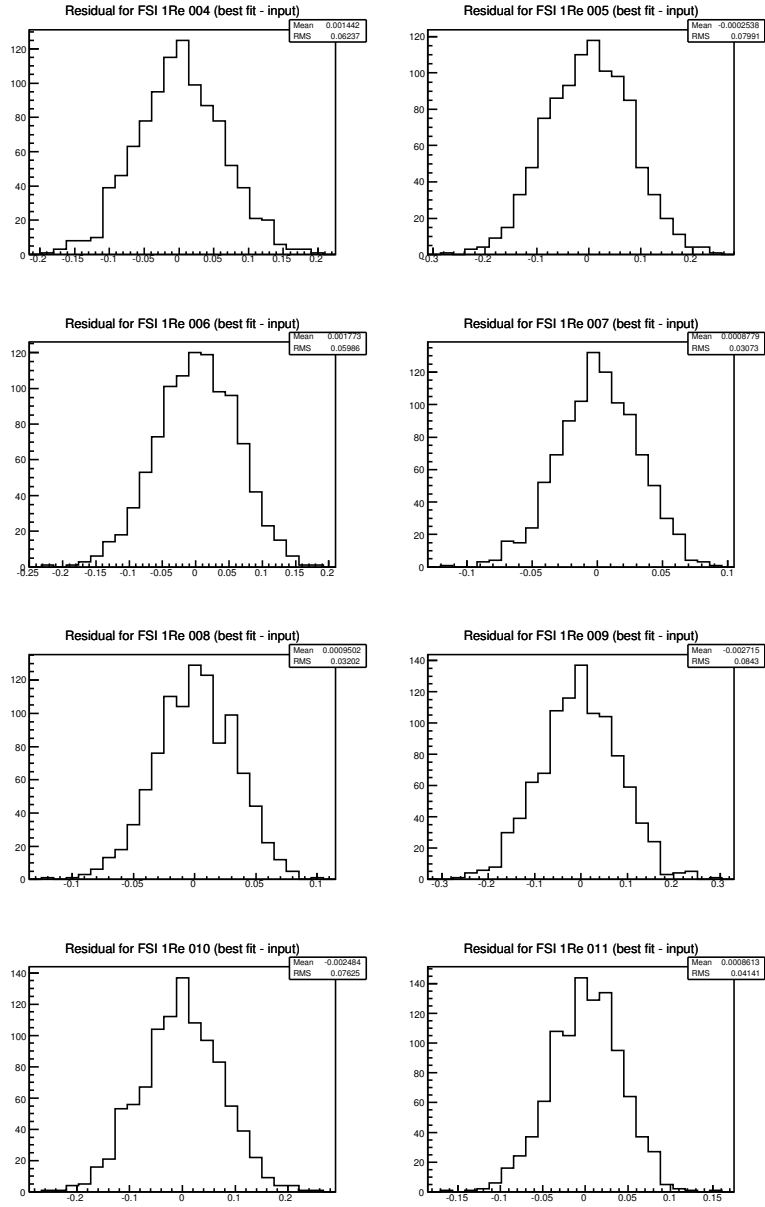 Residual for FSI 1Re 004 (best fit - input)
Mean 0.001442
RMS 0.06237
120
100
80
60
40
20
0
-0.2 -0.15 -0.1 -0.05 0 0.05 0.1 0.15 0.2
Residual for FSI 1Re 005 (best fit - input)
Mean -0.0002538
RMS 0.07991
120
100
80
60
40
20
0
-0.3 -0.2 -0.1 0 0.1 0.2
Residual for FSI 1Re 006 (best fit - input)
Mean 0.001773
RMS 0.05986
120
100
80
60
40
20
0
-0.25 -0.2 -0.15 -0.1 -0.05 0 0.05 0.1 0.15 0.2
Residual for FSI 1Re 007 (best fit - input)
Mean 0.0008779
RMS 0.03073
120
100
80
60
40
20
0
-0.1 -0.05 0 0.05 0.1
Residual for FSI 1Re 008 (best fit - input)
Mean 0.0009502
RMS 0.03202
120
100
80
60
40
20
0
-0.1 -0.05 0 0.05 0.1
Residual for FSI 1Re 009 (best fit - input)
Mean -0.002715
RMS 0.0843
140
120
100
80
60
40
20
0
-0.3 -0.2 -0.1 0 0.1 0.2 0.3
Residual for FSI 1Re 010 (best fit - input)
Mean -0.002484
RMS 0.07625
140
120
100
80
60
40
20
0
-0.2 -0.1 0 0.1 0.2
Residual for FSI 1Re 011 (best fit - input)
Mean 0.0008613
RMS 0.04141
140
120
100
80
60
40
20
0
-0.15 -0.1 -0.05 0 0.05 0.1 0.15